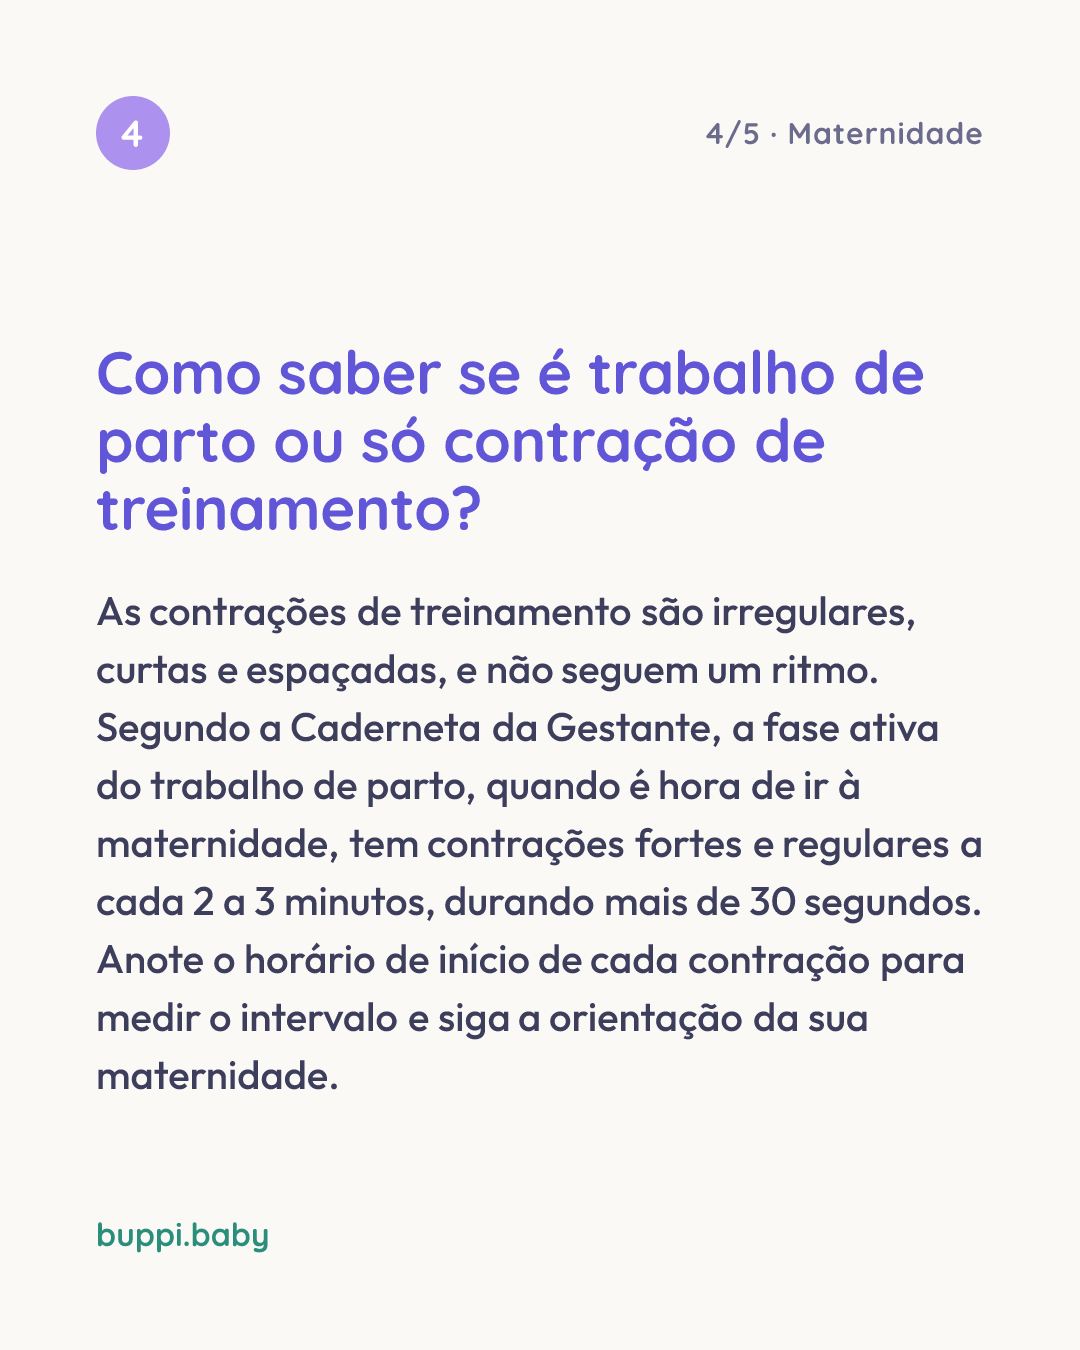 4
4/5 · Maternidade
Como saber se é trabalho de
parto ou só contração de
treinamento?
As contrações de treinamento são irregulares,
curtas e espaçadas, e não seguem um ritmo.
Segundo a Caderneta da Gestante, a fase ativa
do trabalho de parto, quando é hora de ir à
maternidade, tem contrações fortes e regulares a
cada 2 a 3 minutos, durando mais de 30 segundos.
Anote o horário de início de cada contração para
medir o intervalo e siga a orientação da sua
maternidade.
buppi.baby